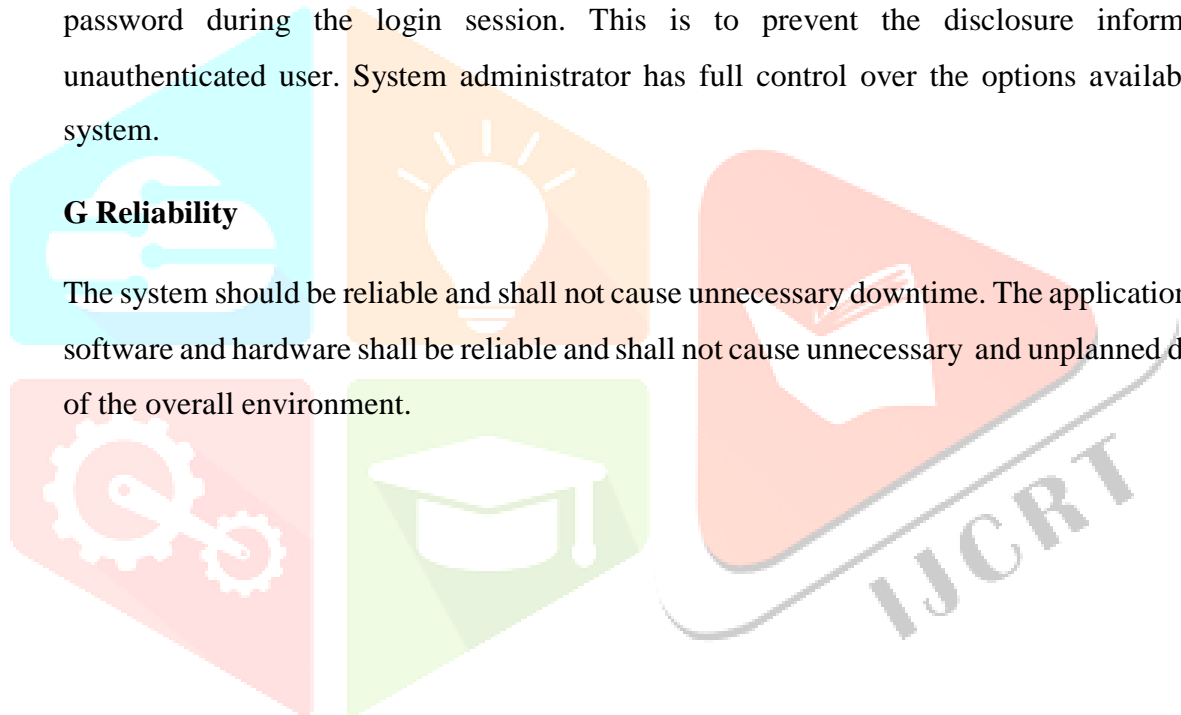 password during the login session. This is to prevent the disclosure inform
unauthenticated user. System administrator has full control over the options availab
system.
G Reliability
The system should be reliable and shall not cause unnecessary downtime. The application
software and hardware shall be reliable and shall not cause unnecessary and unplanned d
of the overall environment.
IJCRT